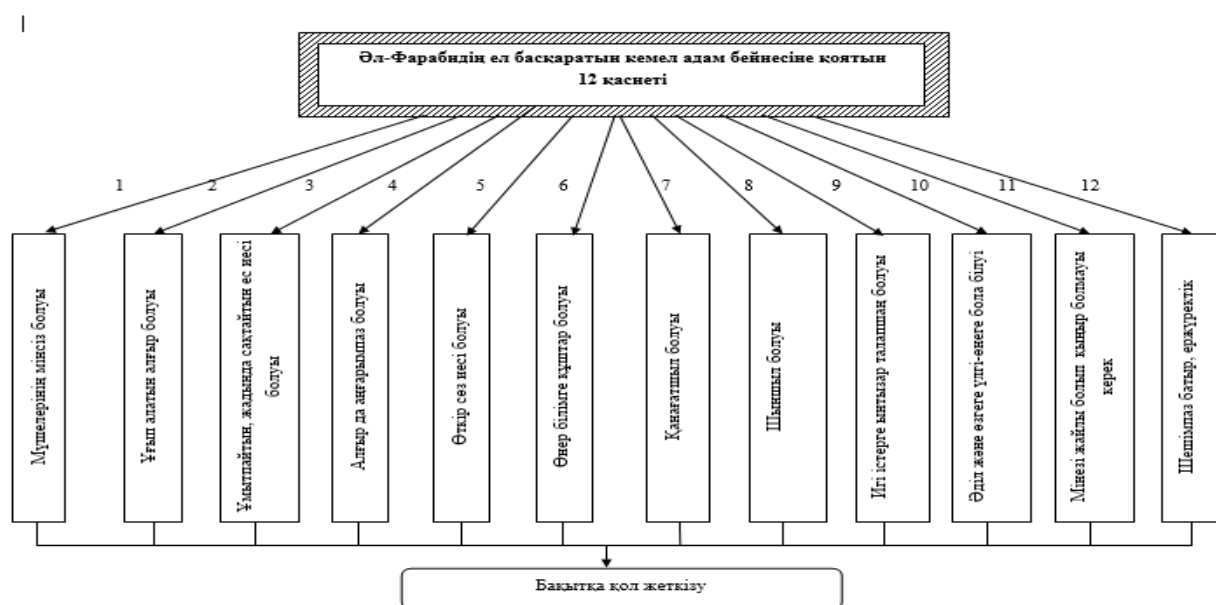 Әл-Фарабидің ел басқаратын кемел адам бейнесіне қоятын
12 қасиеті
1
2
3
4
5
6
7
8
9
10
11
12
Мүшелерінің мінсіз болуы
Ұғып алатын алғыр болуы
Ұмытпайтын, жадында сақтайтын ес иесі
болуы
Алғыр да аңғарымпаз болуы
Өткір сөз иесі болуы
Өнер білімге құштар болуы
Қанағатшыл болуы
Шыншыл болуы
Игі істерге ынтызар талапшаң болуы
Әділ және өзгеге үлгі-өнеге бола білуі
Мінезі жайлы болып қыңыр болмауы
керек
Шешімпаз батыр, ержүректік
Бақытқа қол жеткізу